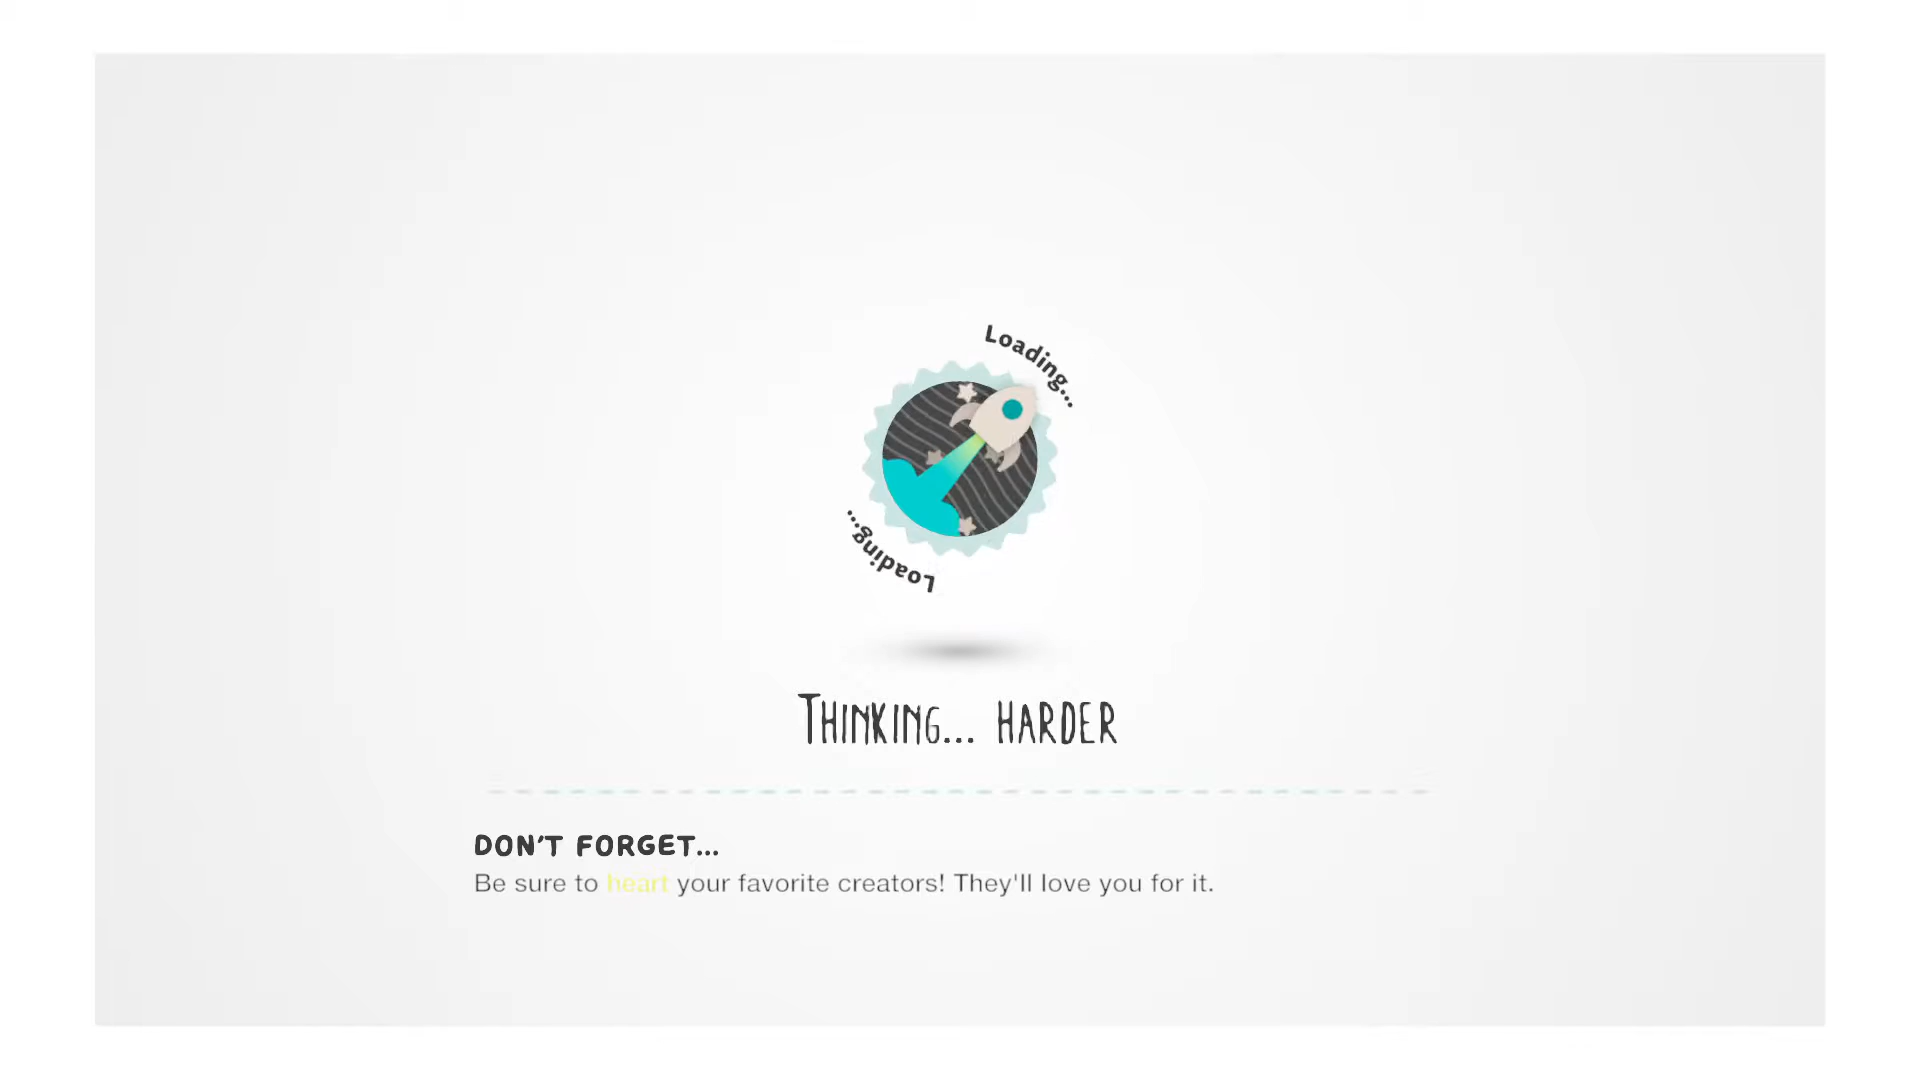 Loading...
Loading...
THINKING... HARDER
DON'T FORGET...
Be sure to heart your favorite creators! They'll love you for it.